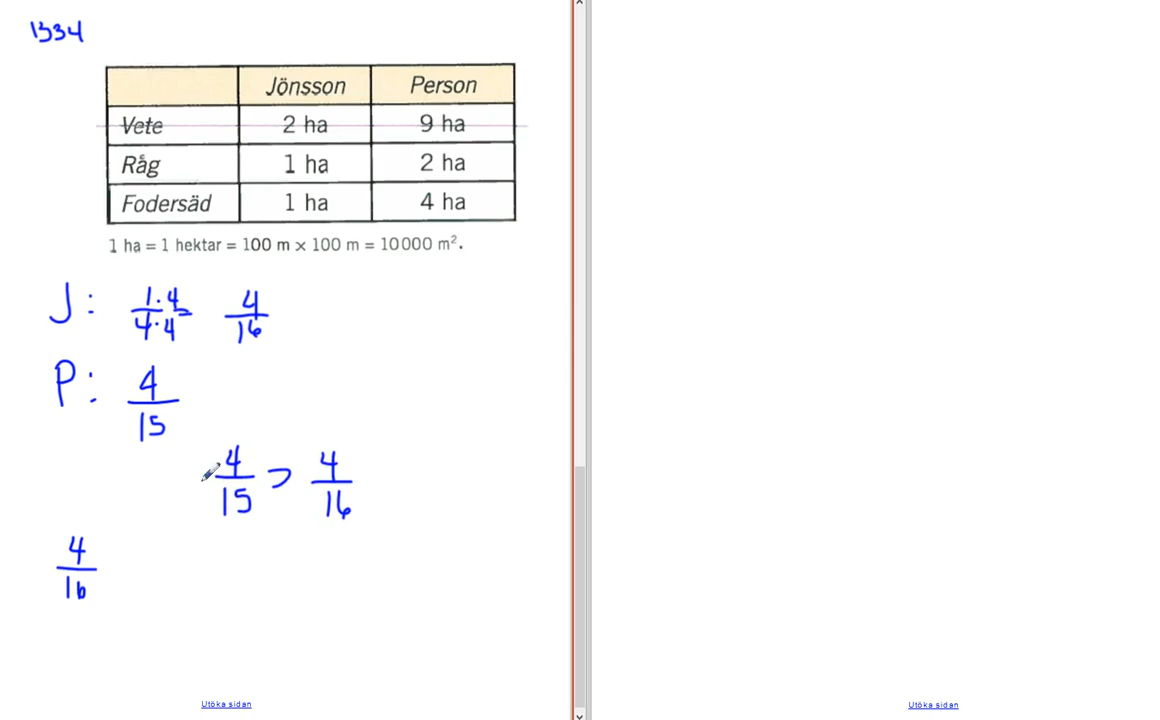 1334
Jönsson Person
Vete 2 ha 9 ha
Råg 1 ha 2 ha
Fodersäd 1 ha 4 ha
1 ha = 1 hektar = 100 m × 100 m = 10 000 m².
J: 1·4/4·4 4/16
P: 4/15
4/15 > 4/16
4/16
Utöka sidan Utöka sidan